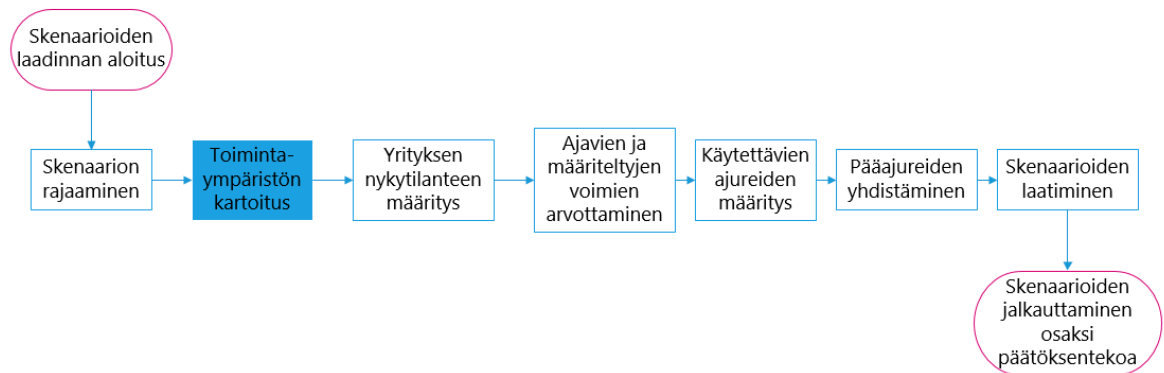 Skenaarioiden
laadinnan aloitus
Skenaarion
rajaaminen
Toiminta-
ympäristön
kartoitus
Yrityksen
nykytilanteen
määritys
Ajavien ja
määriteltyjen
voimien
arvottaminen
Käytettävien
ajureiden
määritys
Pääajureiden
yhdistäminen
Skenaarioiden
laatiminen
Skenaarioiden
jalkauttaminen
osaksi
päätöksentekoa